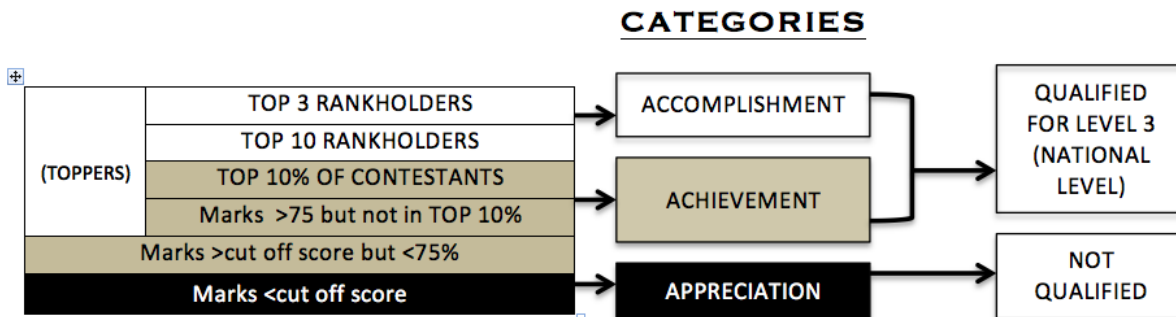 CATEGORIES
TOP 3 RANKHOLDERS
TOP 10 RANKHOLDERS
(TOPPERS)
TOP 10% OF CONTESTANTS
Marks >75 but not in TOP 10%
Marks >cut off score but <75%
Marks <cut off score
ACCOMPLISHMENT
ACHIEVEMENT
APPRECIATION
QUALIFIED
FOR LEVEL 3
(NATIONAL
LEVEL)
NOT
QUALIFIED